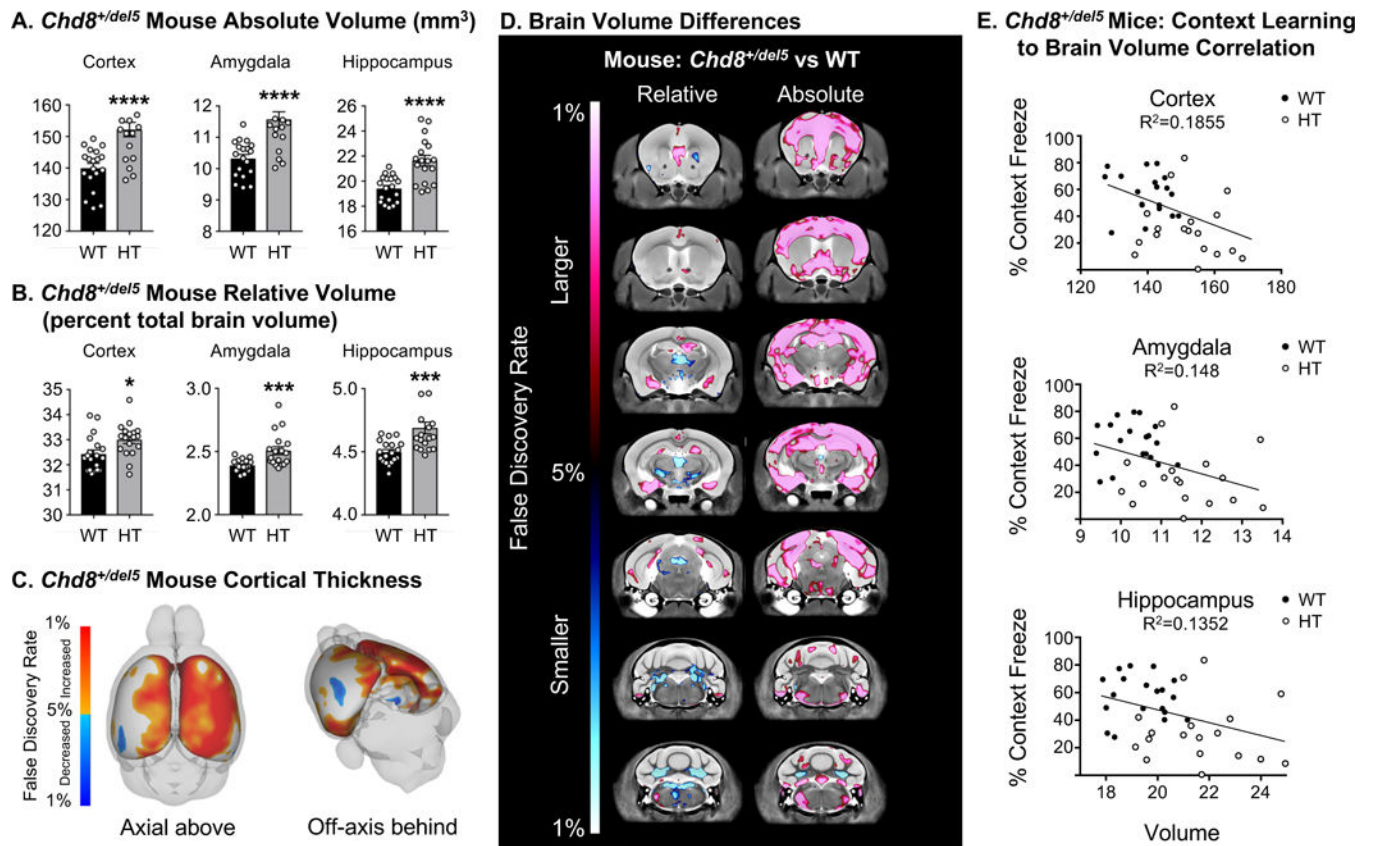 A. Chd8+/del5 Mouse Absolute Volume (mm3)
Cortex
Amygdala
Hippocampus
****
****
****
160
150
140
130
120
12
11
10
9
8
26
24
22
20
18
16
WT HT
WT HT
WT HT
B. Chd8+/del5 Mouse Relative Volume
(percent total brain volume)
Cortex
Amygdala
Hippocampus
*
***
***
35
34
33
32
31
30
3.0
2.5
2.0
5.0
4.5
4.0
WT HT
WT HT
WT HT
C. Chd8+/del5 Mouse Cortical Thickness
False Discovery Rate
Decreased Increased
1%
5%
1%
Axial above
Off-axis behind
D. Brain Volume Differences
Mouse: Chd8+/del5 vs WT
Relative
Absolute
False Discovery Rate
Larger
Smaller
1%
5%
1%
E. Chd8+/del5 Mice: Context Learning
to Brain Volume Correlation
Cortex
R2=0.1855
WT
HT
% Context Freeze
100
80
60
40
20
120 140 160 180
Amygdala
R2=0.148
WT
HT
% Context Freeze
100
80
60
40
20
9 10 11 12 13 14
Hippocampus
R2=0.1352
WT
HT
% Context Freeze
100
80
60
40
20
18 20 22 24
Volume